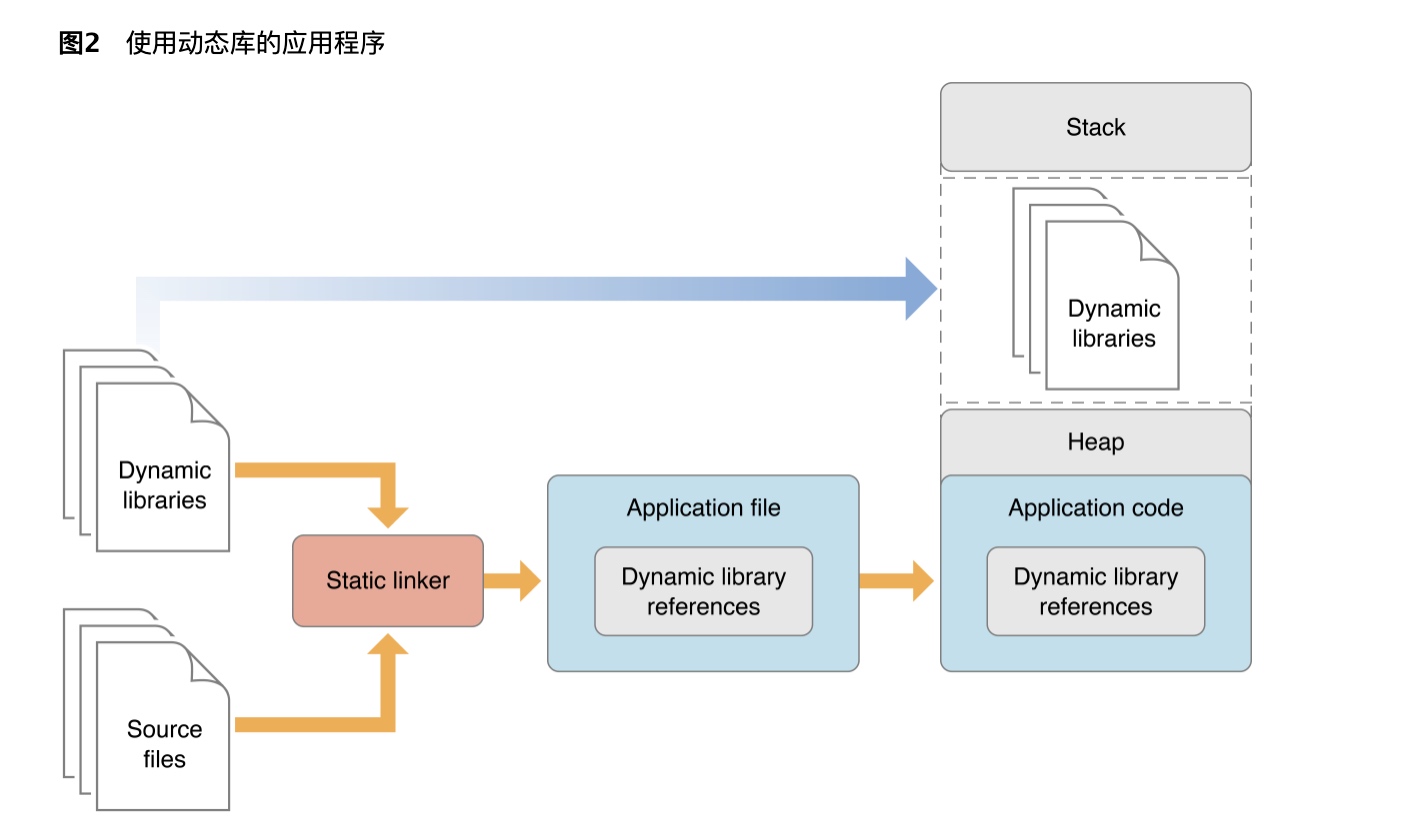 图2 使用动态库的应用程序
Stack
Dynamic
libraries
Heap
Dynamic
libraries
Application file
Application code
Static linker
Dynamic library
references
Dynamic library
references
Source
files